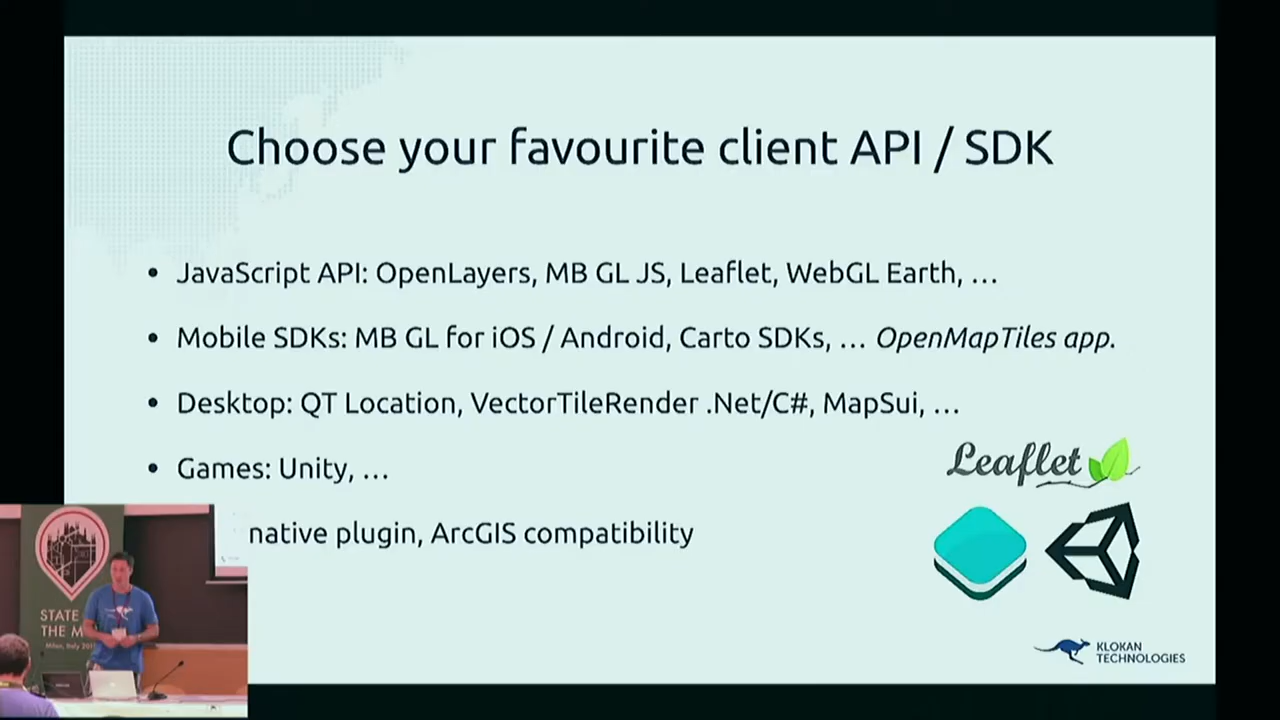 Choose your favourite client API / SDK
• JavaScript API: OpenLayers, MB GL JS, Leaflet, WebGL Earth, …
• Mobile SDKs: MB GL for iOS / Android, Carto SDKs, … OpenMapTiles app.
• Desktop: QT Location, VectorTileRender .Net/C#, MapSui, …
• Games: Unity, …
native plugin, ArcGIS compatibility
Leaflet
KLOKAN
TECHNOLOGIES
STATE
THE M
Milan, Italy